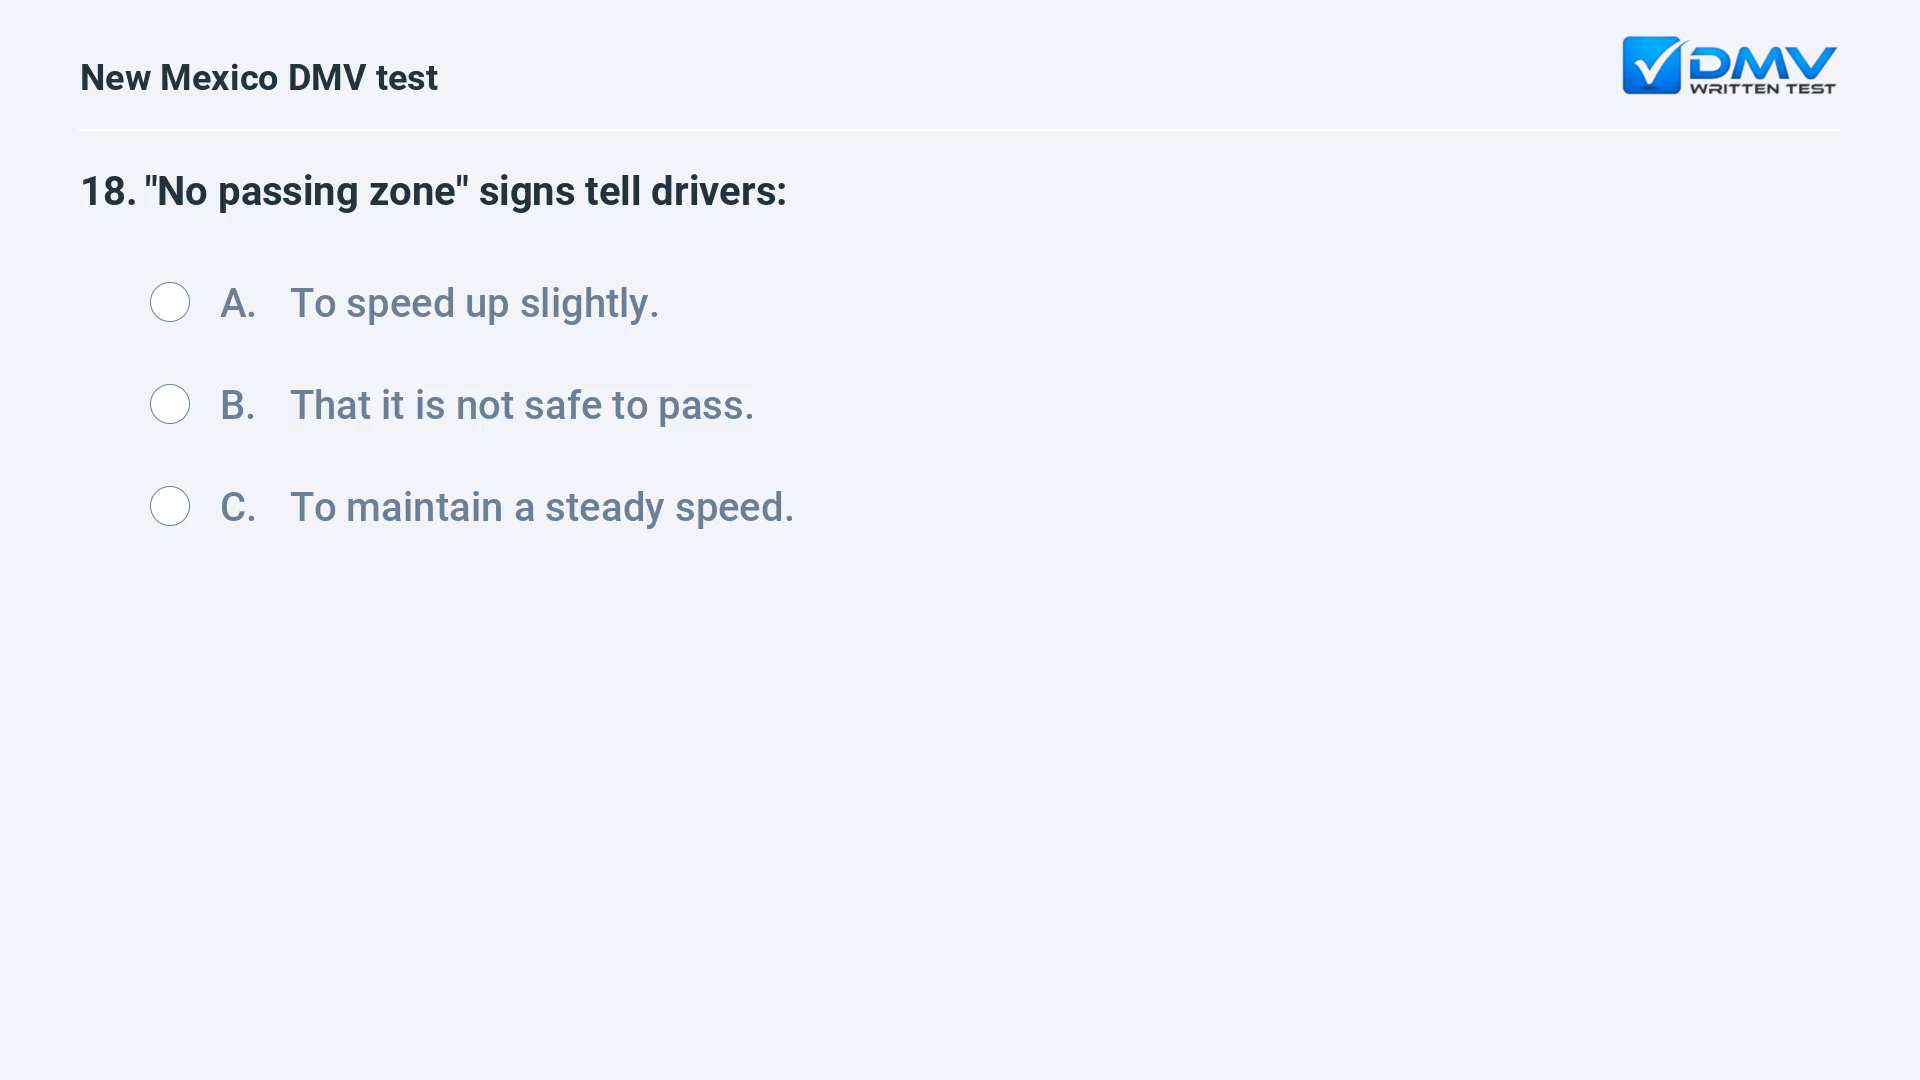 New Mexico DMV test
DMV
WRITTEN TEST
18. "No passing zone" signs tell drivers:
A. To speed up slightly.
B. That it is not safe to pass.
C. To maintain a steady speed.